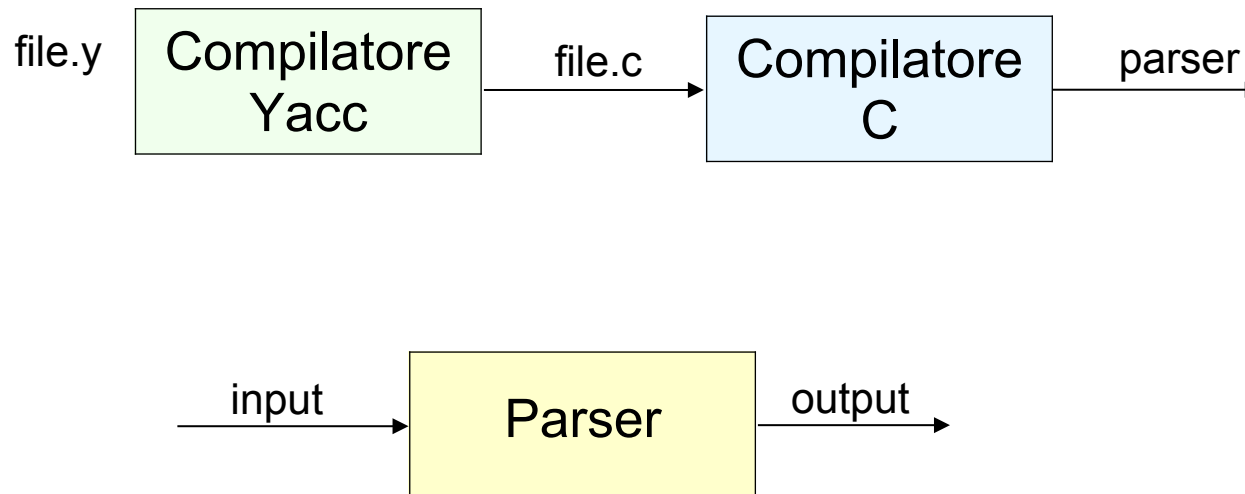 file.y
Compilatore
Yacc
file.c
Compilatore
C
parser
input
Parser
output